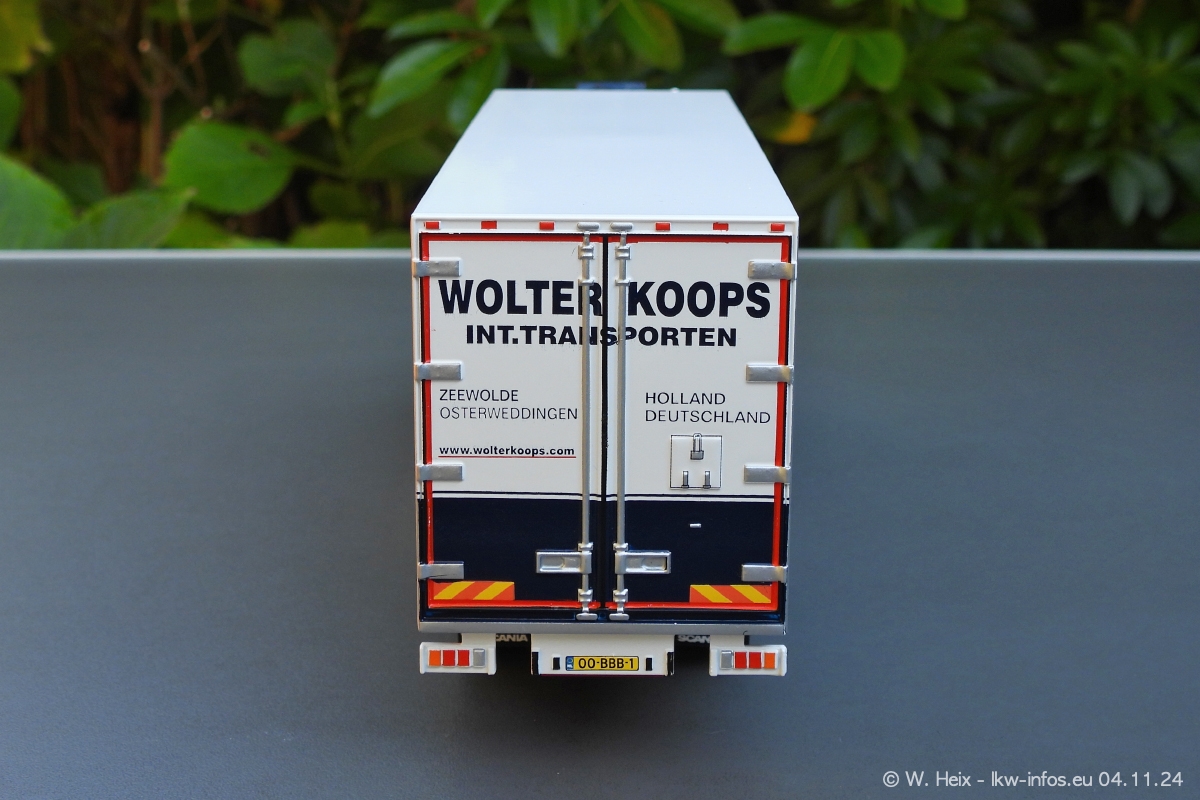 WOLTER KOOPS
INT.TRANSPORTEN
ZEEWOLDE
OSTERWEDDINGEN
HOLLAND
DEUTSCHLAND
www.wolterkoops.com
00-BBB-1
© W. Heix - lkw-infos.eu 04.11.24